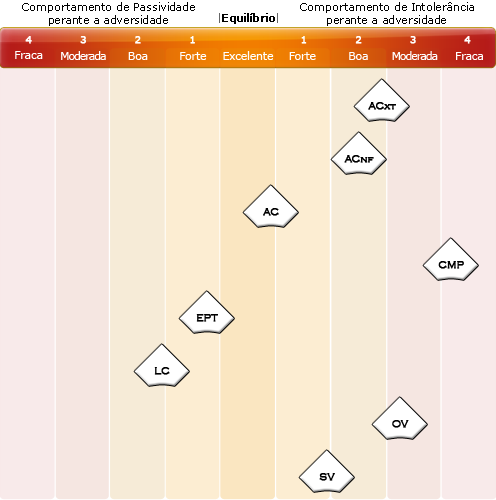 Comportamento de Passividade
perante a adversidade
|Equilíbrio|
Comportamento de Intolerância
perante a adversidade
4 3 2 1 1 2 3 4
Fraca Moderada Boa Forte Excelente Forte Boa Moderada Fraca
ACXT
ACNF
AC
CMP
EPT
LC
OV
SV